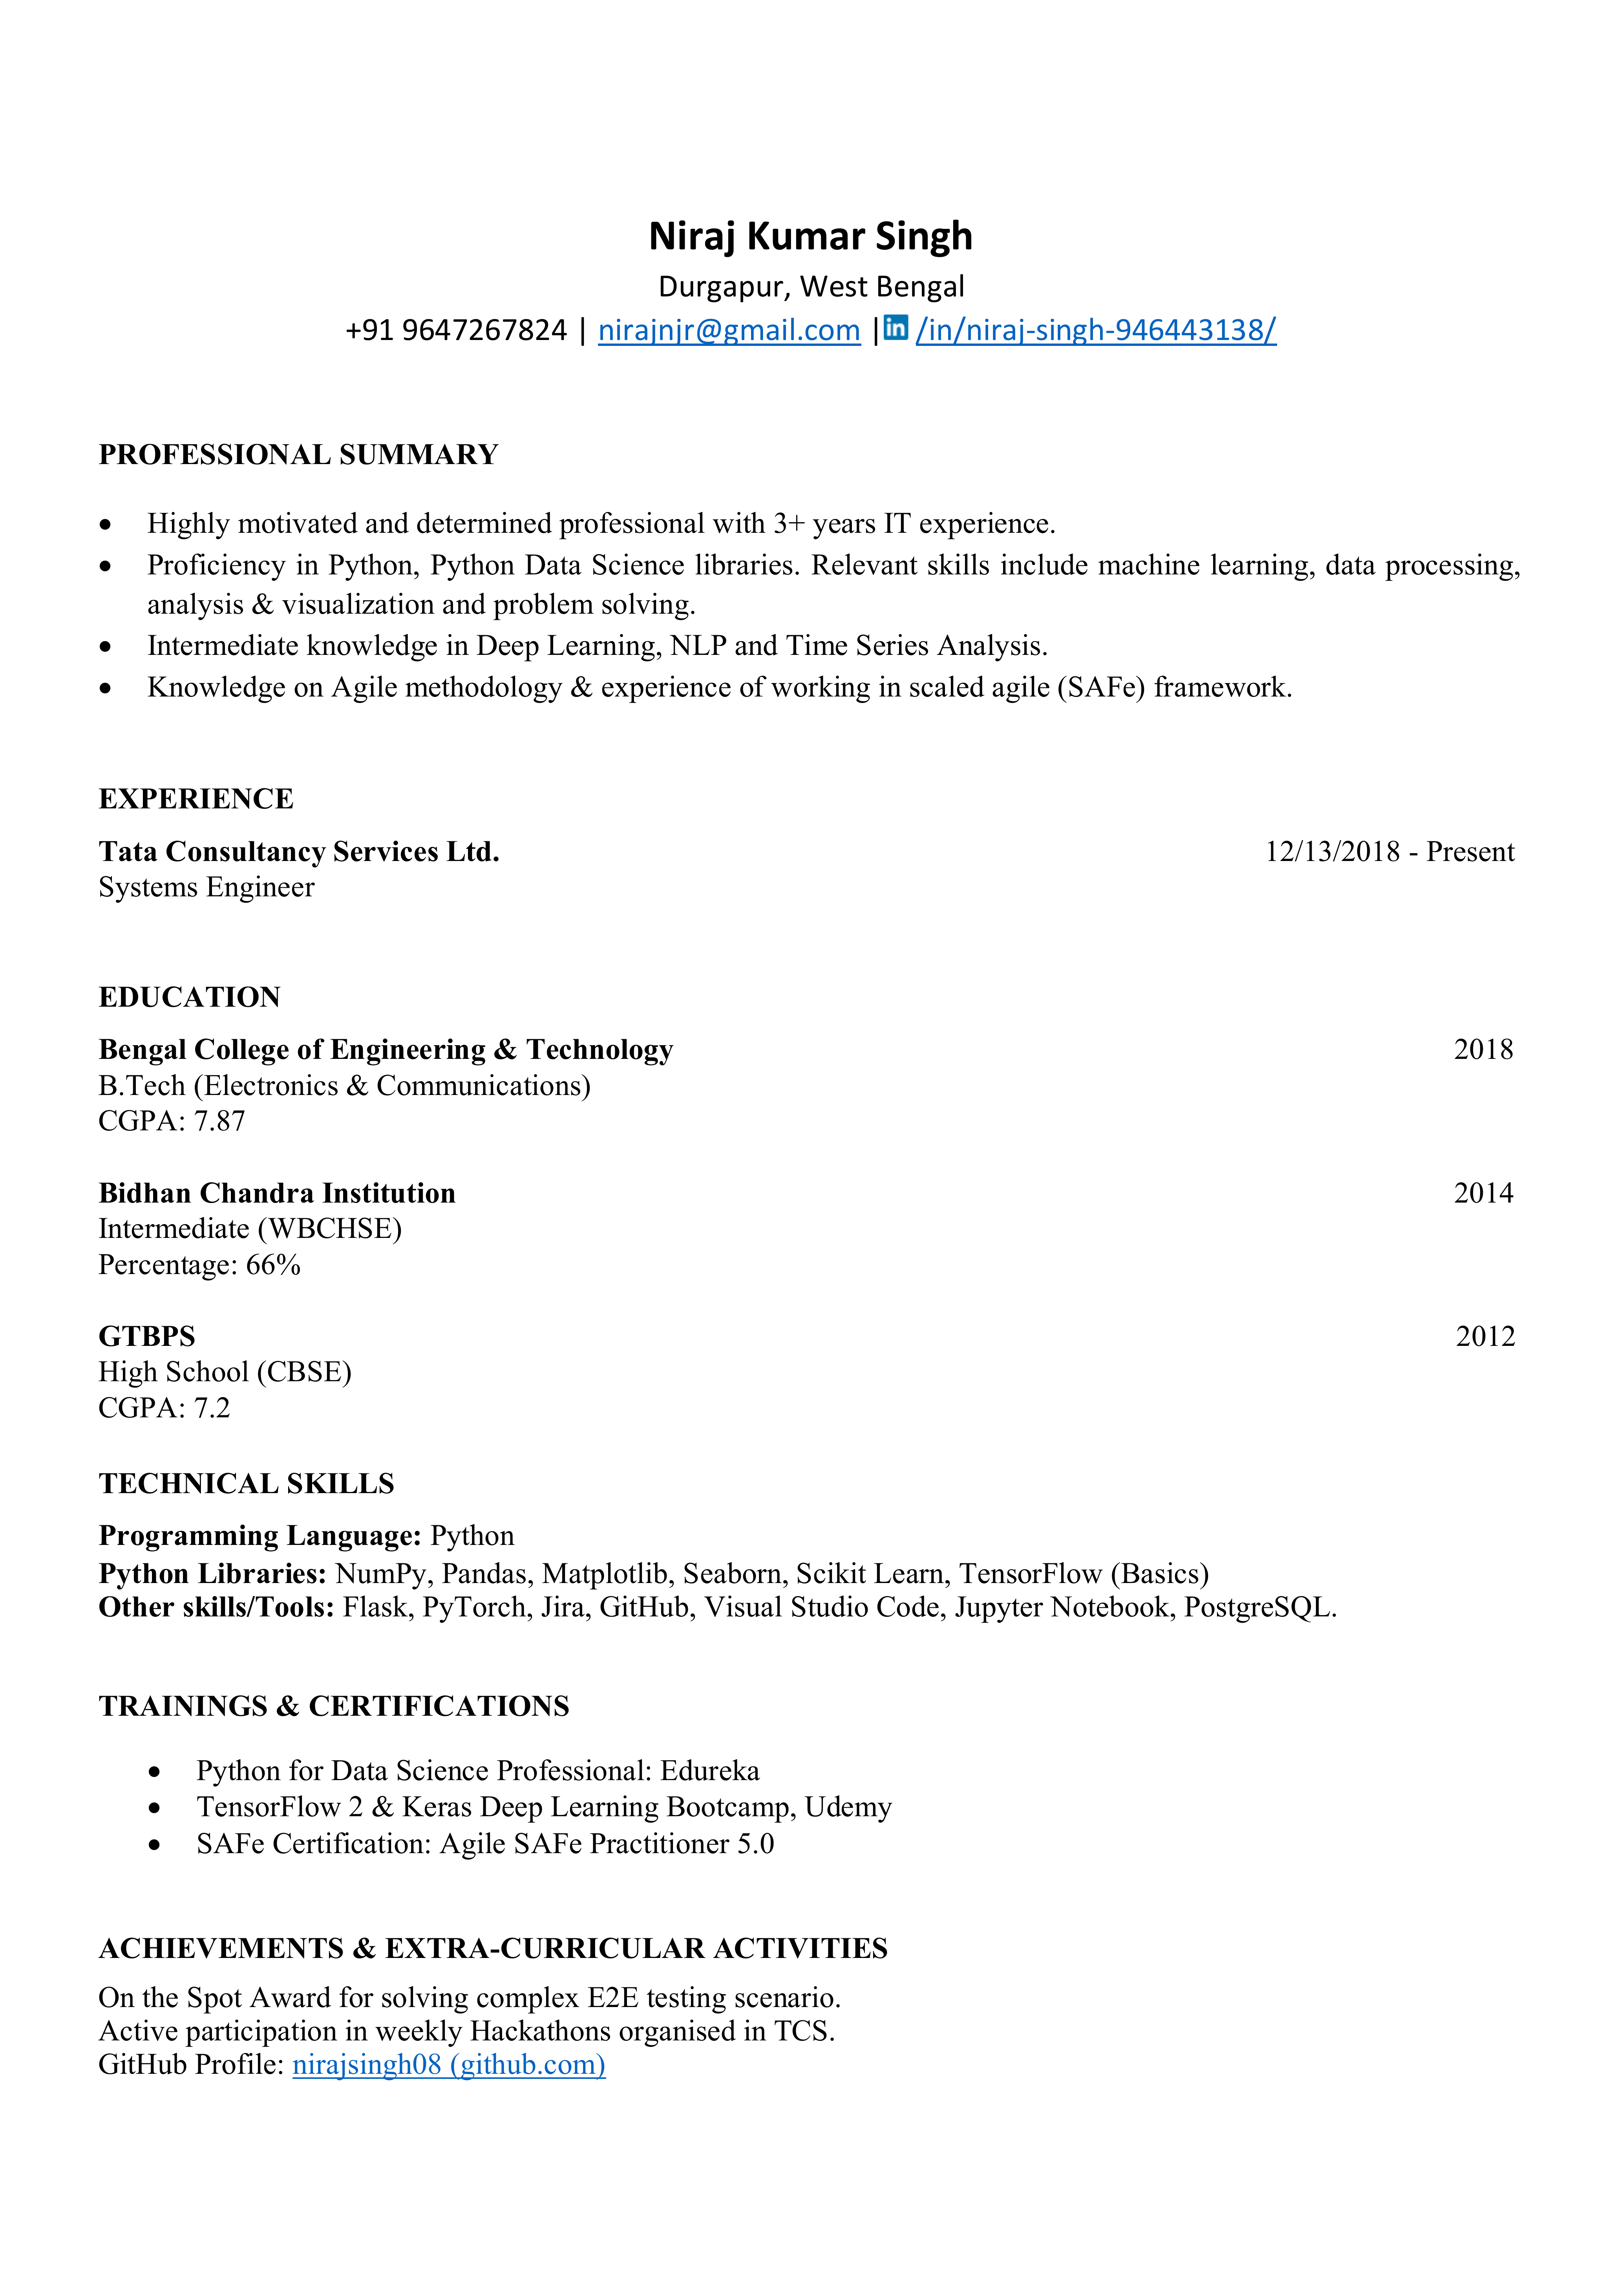 Niraj Kumar Singh
Durgapur, West Bengal
+91 9647267824 | nirajnjr@gmail.com |in /in/niraj-singh-946443138/
PROFESSIONAL SUMMARY
• Highly motivated and determined professional with 3+ years IT experience.
• Proficiency in Python, Python Data Science libraries. Relevant skills include machine learning, data processing,
analysis & visualization and problem solving.
• Intermediate knowledge in Deep Learning, NLP and Time Series Analysis.
• Knowledge on Agile methodology & experience of working in scaled agile (SAFe) framework.
EXPERIENCE
Tata Consultancy Services Ltd. 12/13/2018 - Present
Systems Engineer
EDUCATION
Bengal College of Engineering & Technology 2018
B.Tech (Electronics & Communications)
CGPA: 7.87
Bidhan Chandra Institution 2014
Intermediate (WBCHSE)
Percentage: 66%
GTBPS 2012
High School (CBSE)
CGPA: 7.2
TECHNICAL SKILLS
Programming Language: Python
Python Libraries: NumPy, Pandas, Matplotlib, Seaborn, Scikit Learn, TensorFlow (Basics)
Other skills/Tools: Flask, PyTorch, Jira, GitHub, Visual Studio Code, Jupyter Notebook, PostgreSQL.
TRAININGS & CERTIFICATIONS
• Python for Data Science Professional: Edureka
• TensorFlow 2 & Keras Deep Learning Bootcamp, Udemy
• SAFe Certification: Agile SAFe Practitioner 5.0
ACHIEVEMENTS & EXTRA-CURRICULAR ACTIVITIES
On the Spot Award for solving complex E2E testing scenario.
Active participation in weekly Hackathons organised in TCS.
GitHub Profile: nirajsingh08 (github.com)